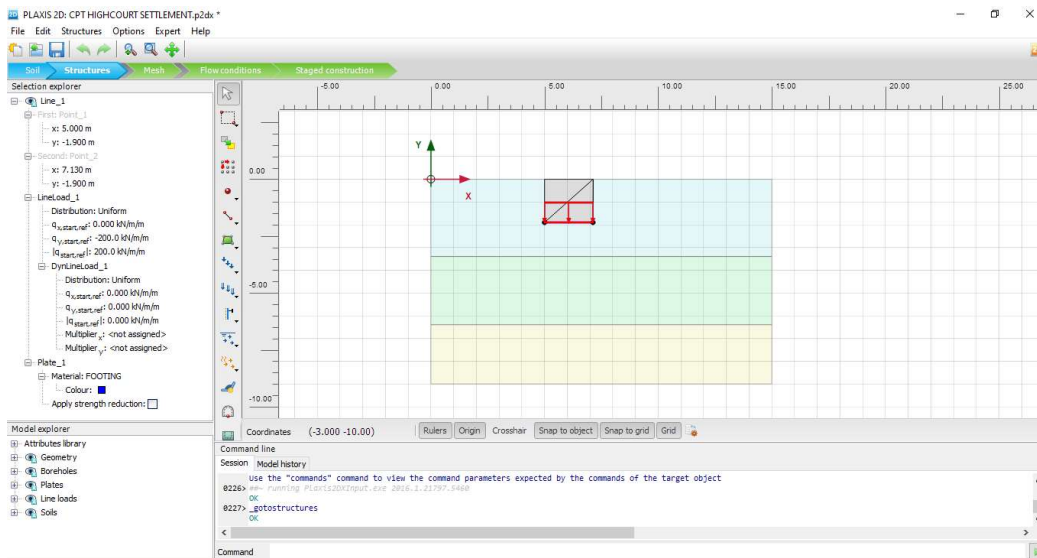 PLAXIS 2D: CPT HIGHCOURT SETTLEMENT.p2dx *
File Edit Structures Options Expert Help
Soil Structures Mesh Flow conditions Staged construction
Selection explorer
Line_1
First: Point_1
x: 5.000 m
y: -1.900 m
Second: Point_2
x: 7.130 m
y: -1.900 m
LineLoad_1
Distribution: Uniform
qx,start,ref: 0.000 kN/m/m
qy,start,ref: -200.0 kN/m/m
|qstart,ref|: 200.0 kN/m/m
DynLineLoad_1
Distribution: Uniform
qx,start,ref: 0.000 kN/m/m
qy,start,ref: 0.000 kN/m/m
|qstart,ref|: 0.000 kN/m/m
Multiplierx: <not assigned>
Multipliery: <not assigned>
Plate_1
Material: FOOTING
Colour:
Apply strength reduction:
Model explorer
Attributes library
Geometry
Boreholes
Plates
Line loads
Soils
-5.00 0.00 5.00 10.00 15.00 20.00 25.00
Y
0.00
X
-5.00
-10.00
Coordinates (-3.000 -10.00) Rulers Origin Crosshair Snap to object Snap to grid Grid
Command line
Session Model history
Use the "commands" command to view the command parameters expected by the commands of the target object
0226> ##~ running Plaxis2DXInput.exe 2016.1.21797.5460
OK
0227> _gotostructures
OK
Command